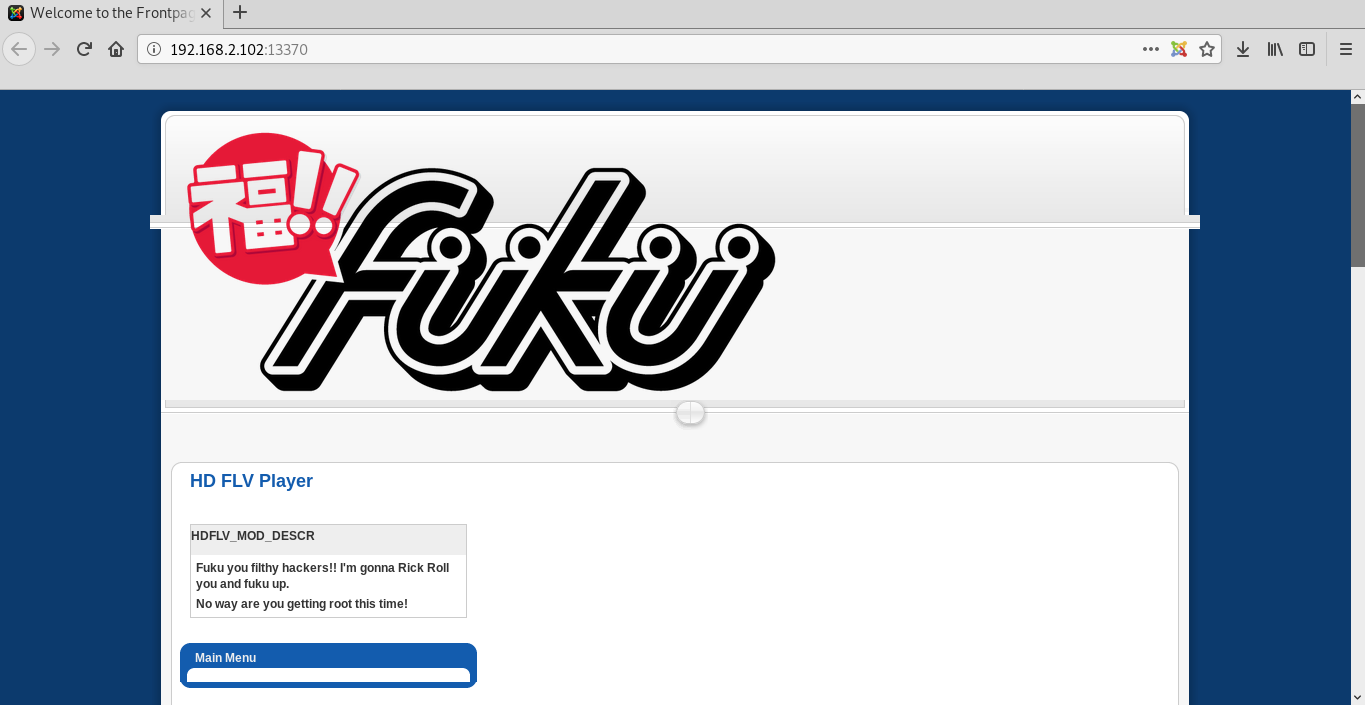 Welcome to the Frontpag
192.168.2.102:13370
福!!
Fuku
HD FLV Player
HDFLV_MOD_DESCR
Fuku you filthy hackers!! I'm gonna Rick Roll
you and fuku up.
No way are you getting root this time!
Main Menu